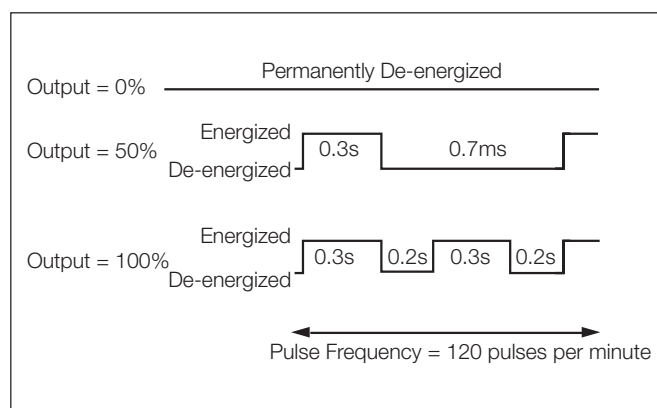 Permanently De-energized
Output = 0%
Energized
Output = 50%
0.3s 0.7ms
De-energized
Energized
Output = 100%
0.3s 0.2s 0.3s 0.2s
De-energized
Pulse Frequency = 120 pulses per minute